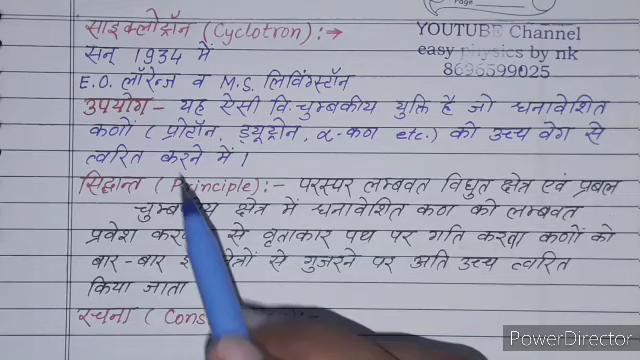 Page
साइक्लोट्रॉन (Cyclotron) :→
YOUTUBE Channel
easy physics by nk
8696599025
सन् 1934 में
E.O. लॉरेन्ज व M.S. लिविंग्स्टॉन
उपयोग – यह ऐसी वि.चुम्बकीय युक्ति है जो धनावेशित
कणों ( प्रोटॉन, ड्यूट्रोन, α-कण etc.) को उच्च वेग से
त्वरित करने में।
सिद्धान्त (Principle):- परस्पर लम्बवत विद्युत क्षेत्र एवं प्रबल
क्षेत्र में धनावेशित कण को लम्बवत
प्रवेश से वृताकार पथ पर गति करता कणों को
बार-बार से गुजरने पर अति उच्च त्वरित
किया जाता
रचना ( Cons
PowerDirector